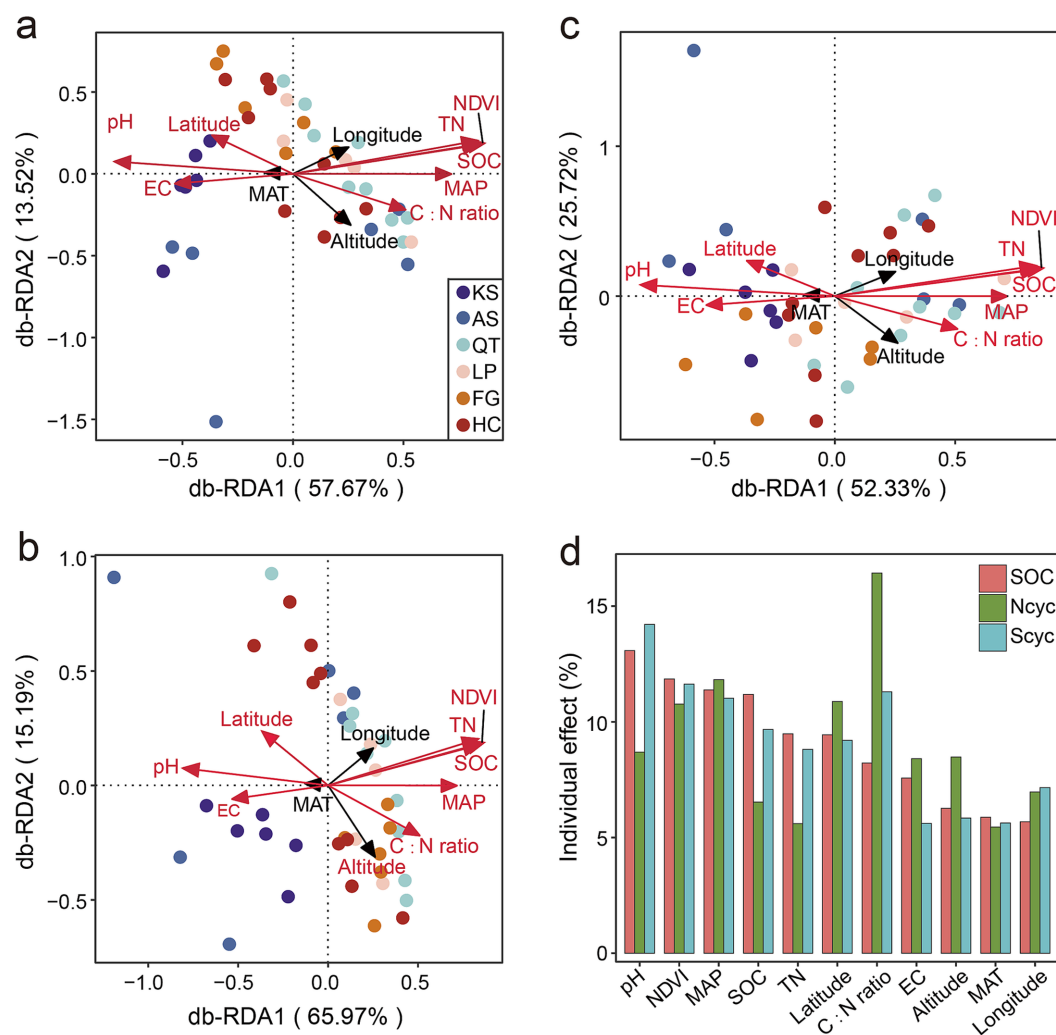 a
db-RDA2 ( 13.52% )
0.5
0.0
−0.5
−1.0
−1.5
pH
Latitude
Longitude
NDVI
TN
SOC
EC
MAT
MAP
C : N ratio
Altitude
KS
AS
QT
LP
FG
HC
−0.5
0.0
0.5
db-RDA1 ( 57.67% )
c
db-RDA2 ( 25.72% )
1
0
pH
Latitude
Longitude
NDVI
TN
SOC
EC
MAT
MAP
C : N ratio
Altitude
−0.5
0.0
0.5
db-RDA1 ( 52.33% )
b
db-RDA2 ( 15.19% )
1.0
0.5
0.0
−0.5
Latitude
Longitude
NDVI
TN
pH
SOC
EC
MAT
MAP
C : N ratio
Altitude
−1.0
−0.5
0.0
0.5
db-RDA1 ( 65.97% )
d
Individual effect (%)
15
10
5
0
SOC
Ncyc
Scyc
pH
NDVI
MAP
SOC
TN
Latitude
C : N ratio
EC
Altitude
MAT
Longitude